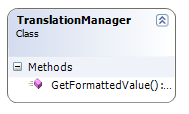 TranslationManager
Class
Methods
GetFormattedValue() :...